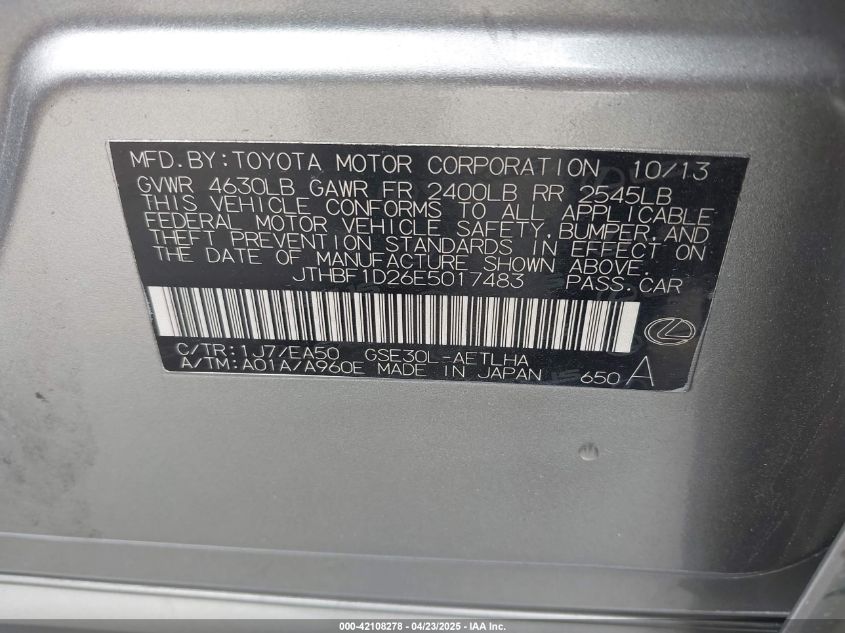 MFD.BY:TOYOTA MOTOR CORPORATION 10/13
GVWR 4630LB GAWR FR 2400LB RR 2545LB
THIS VEHICLE CONFORMS TO ALL APPLICABLE
FEDERAL MOTOR VEHICLE SAFETY,BUMPER,AND
THEFT PREVENTION STANDARDS IN EFFECT ON
THE DATE OF MANUFACTURE SHOWN ABOVE.
JTHBF1D26E5017483 PASS.CAR
C/TR:1J7/EA50 GSE30L-AETLHA
A/TM:A01A/A960E MADE IN JAPAN 650 A
000-42108278 - 04/23/2025 - IAA Inc.